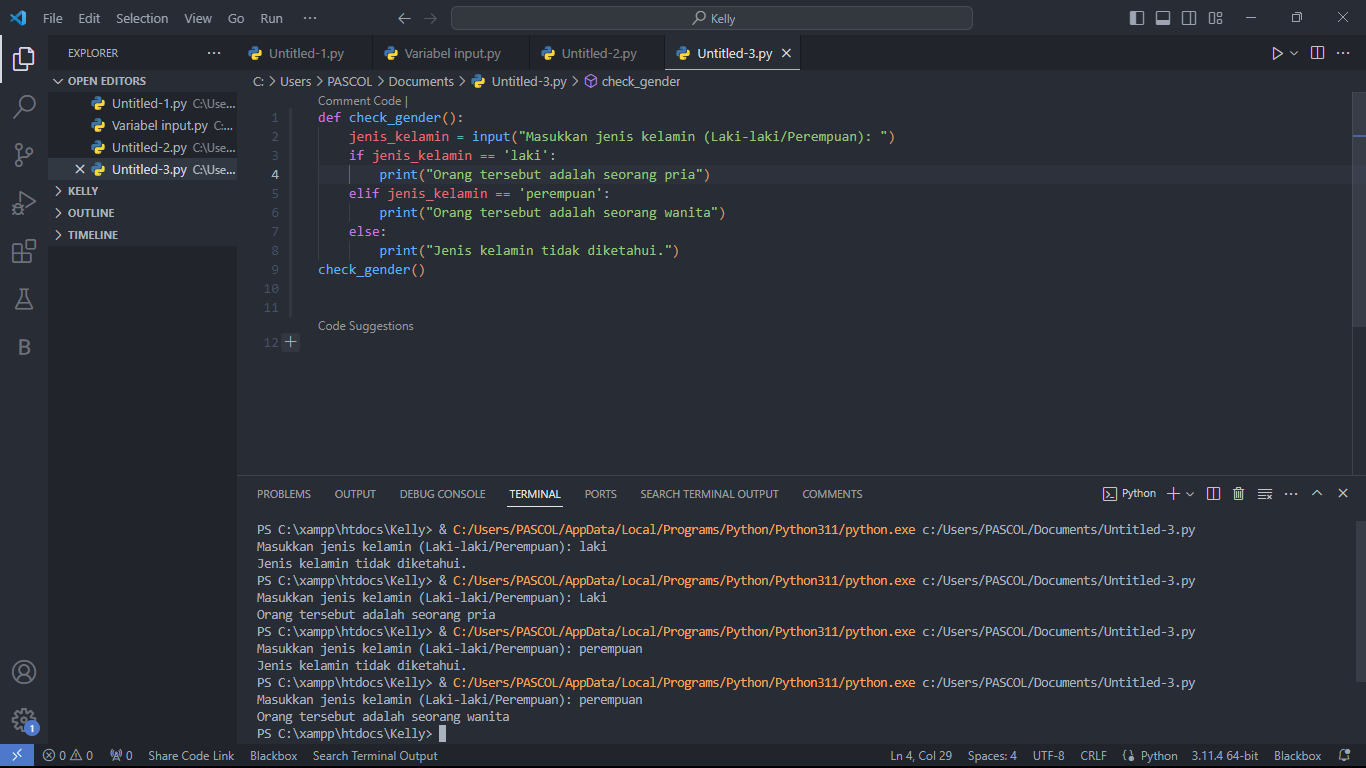 File Edit Selection View Go Run ··· Kelly
EXPLORER ···
Untitled-1.py Variabel input.py Untitled-2.py Untitled-3.py
OPEN EDITORS
Untitled-1.py C:\Use...
Variabel input.py C:...
Untitled-2.py C:\Use...
Untitled-3.py C:\Use...
KELLY
OUTLINE
TIMELINE
B
1
C: > Users > PASCOL > Documents > Untitled-3.py > check_gender
Comment Code |
1 def check_gender():
2     jenis_kelamin = input("Masukkan jenis kelamin (Laki-laki/Perempuan): ")
3     if jenis_kelamin == 'laki':
4         print("Orang tersebut adalah seorang pria")
5     elif jenis_kelamin == 'perempuan':
6         print("Orang tersebut adalah seorang wanita")
7     else:
8         print("Jenis kelamin tidak diketahui.")
9 check_gender()
10
11
Code Suggestions
12 +
PROBLEMS OUTPUT DEBUG CONSOLE TERMINAL PORTS SEARCH TERMINAL OUTPUT COMMENTS Python
PS C:\xampp\htdocs\Kelly> & C:/Users/PASCOL/AppData/Local/Programs/Python/Python311/python.exe c:/Users/PASCOL/Documents/Untitled-3.py
Masukkan jenis kelamin (Laki-laki/Perempuan): laki
Jenis kelamin tidak diketahui.
PS C:\xampp\htdocs\Kelly> & C:/Users/PASCOL/AppData/Local/Programs/Python/Python311/python.exe c:/Users/PASCOL/Documents/Untitled-3.py
Masukkan jenis kelamin (Laki-laki/Perempuan): Laki
Orang tersebut adalah seorang pria
PS C:\xampp\htdocs\Kelly> & C:/Users/PASCOL/AppData/Local/Programs/Python/Python311/python.exe c:/Users/PASCOL/Documents/Untitled-3.py
Masukkan jenis kelamin (Laki-laki/Perempuan): perempuan
Jenis kelamin tidak diketahui.
PS C:\xampp\htdocs\Kelly> & C:/Users/PASCOL/AppData/Local/Programs/Python/Python311/python.exe c:/Users/PASCOL/Documents/Untitled-3.py
Masukkan jenis kelamin (Laki-laki/Perempuan): perempuan
Orang tersebut adalah seorang wanita
PS C:\xampp\htdocs\Kelly>
0 0 0 Share Code Link Blackbox Search Terminal Output Ln 4, Col 29 Spaces: 4 UTF-8 CRLF Python 3.11.4 64-bit Blackbox